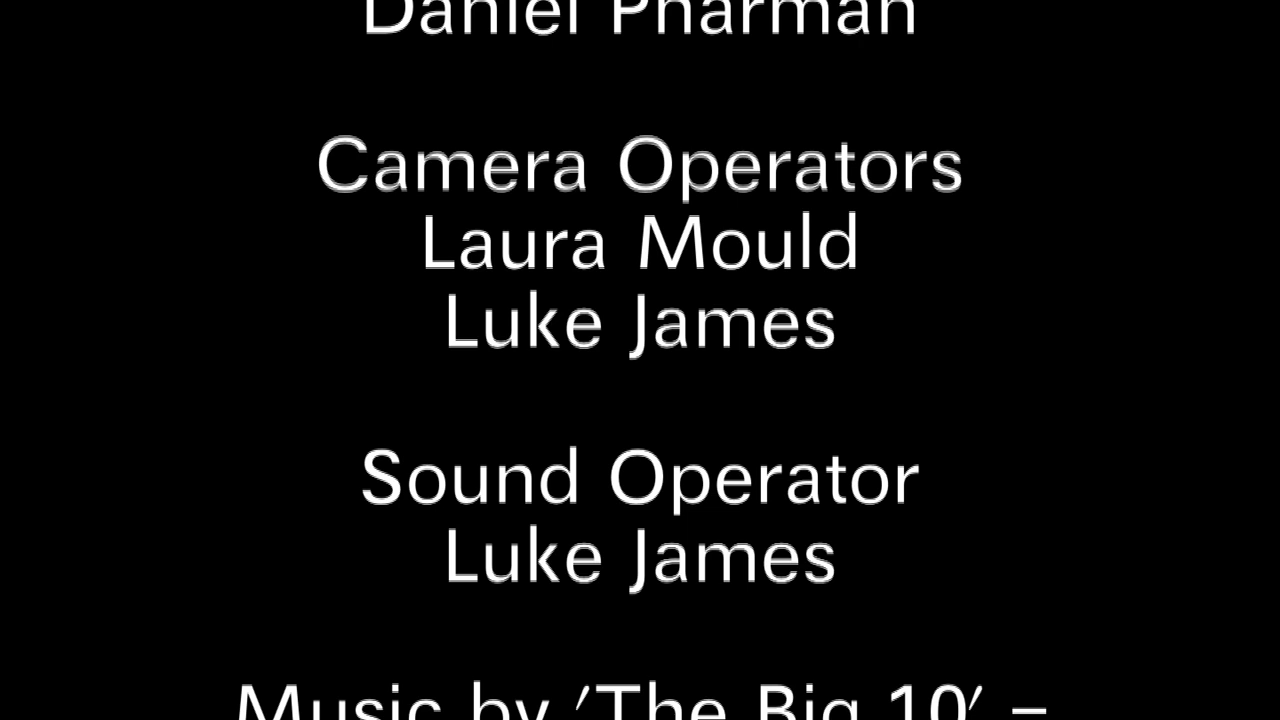 Daniel Pharman
Camera Operators
Laura Mould
Luke James
Sound Operator
Luke James
Music by 'The Big 10' –